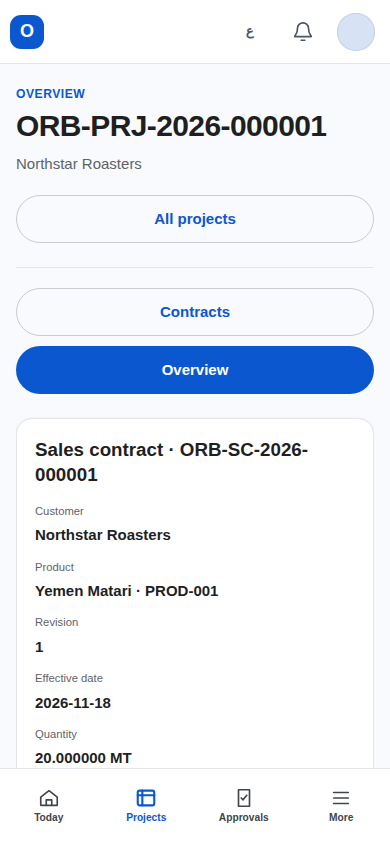 O
ع
OVERVIEW
ORB-PRJ-2026-000001
Northstar Roasters
All projects
Contracts
Overview
Sales contract · ORB-SC-2026-
000001
Customer
Northstar Roasters
Product
Yemen Matari · PROD-001
Revision
1
Effective date
2026-11-18
Quantity
20.000000 MT
Today
Projects
Approvals
More